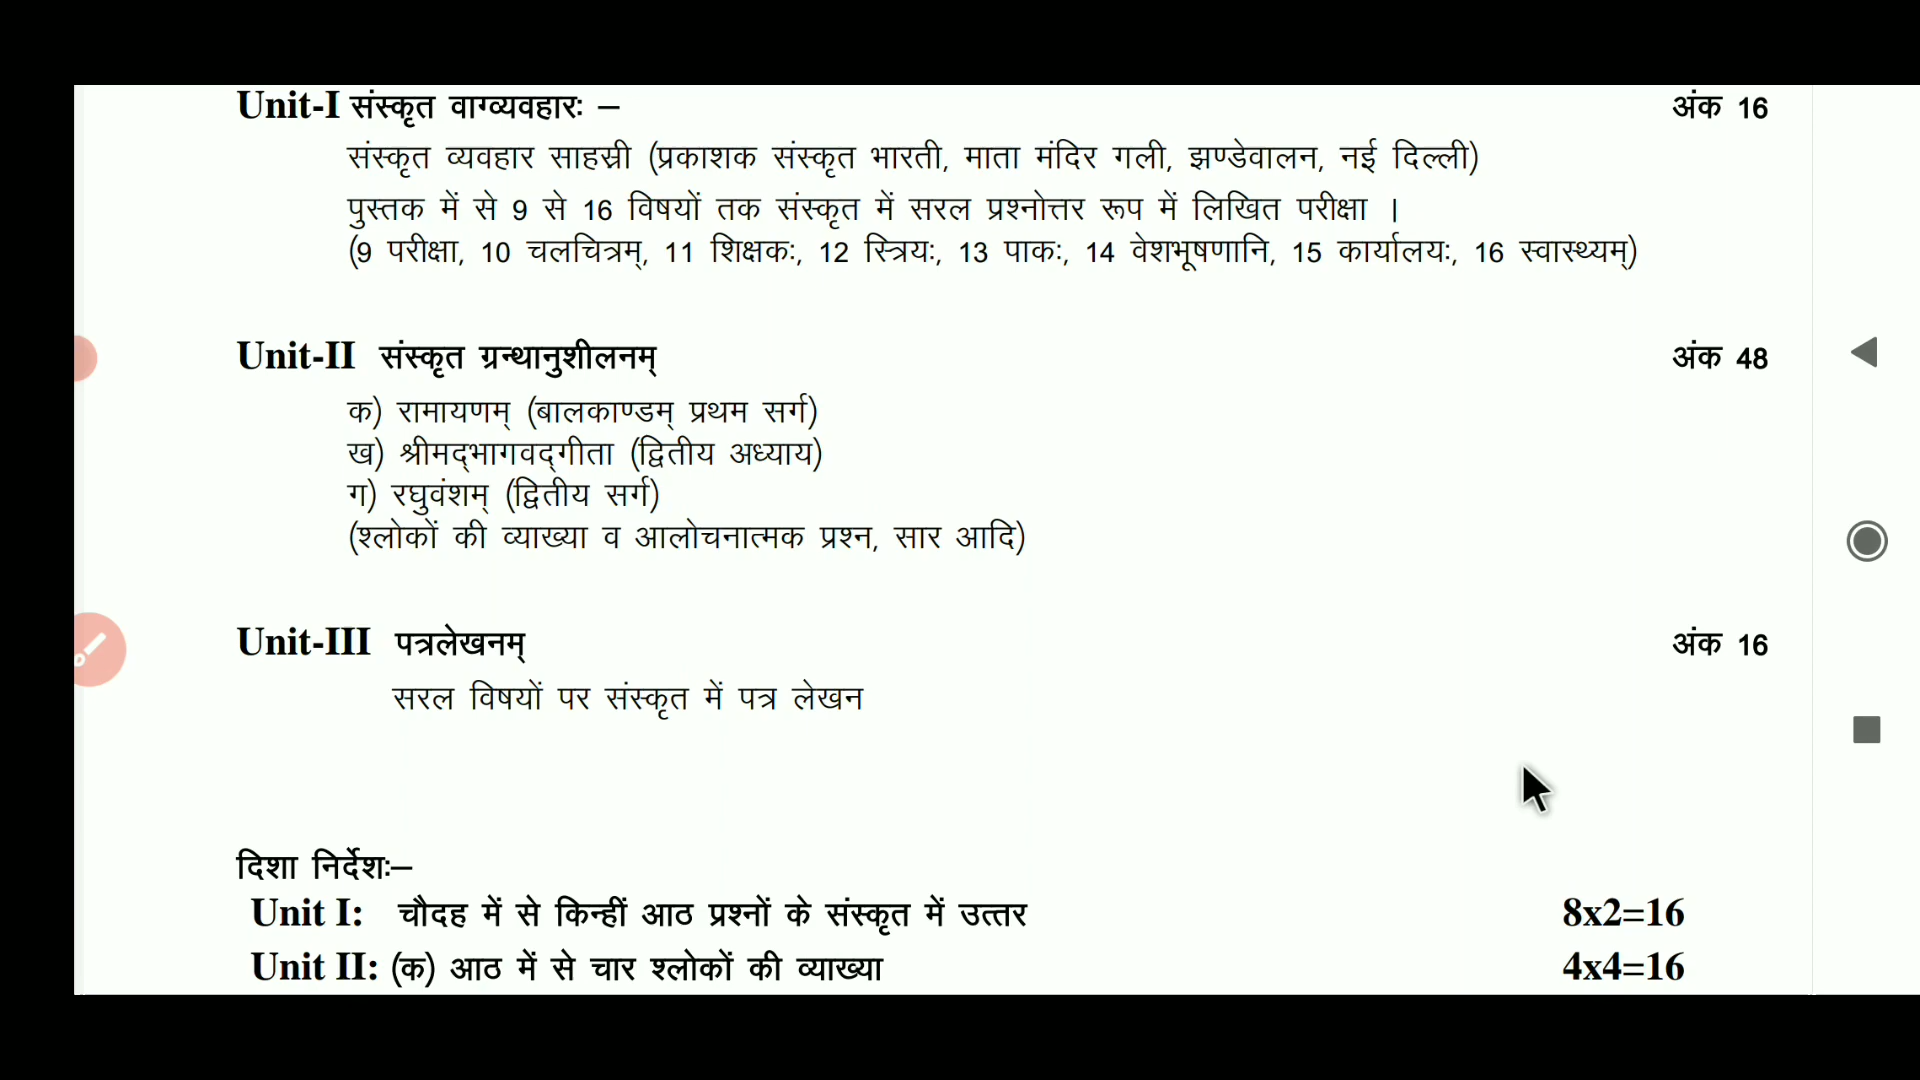 Unit-I संस्कृत वाग्व्यवहारः – अंक 16
संस्कृत व्यवहार साहस्री (प्रकाशक संस्कृत भारती, माता मंदिर गली, झण्डेवालन, नई दिल्ली)
पुस्तक में से 9 से 16 विषयों तक संस्कृत में सरल प्रश्नोत्तर रूप में लिखित परीक्षा ।
(9 परीक्षा, 10 चलचित्रम्, 11 शिक्षकः, 12 स्त्रियः, 13 पाकः, 14 वेशभूषणानि, 15 कार्यालयः, 16 स्वास्थ्यम्)
Unit-II संस्कृत ग्रन्थानुशीलनम् अंक 48
क) रामायणम् (बालकाण्डम् प्रथम सर्ग)
ख) श्रीमद्भागवद्गीता (द्वितीय अध्याय)
ग) रघुवंशम् (द्वितीय सर्ग)
(श्लोकों की व्याख्या व आलोचनात्मक प्रश्न, सार आदि)
Unit-III पत्रलेखनम् अंक 16
सरल विषयों पर संस्कृत में पत्र लेखन
दिशा निर्देशः–
Unit I: चौदह में से किन्हीं आठ प्रश्नों के संस्कृत में उत्तर 8x2=16
Unit II: (क) आठ में से चार श्लोकों की व्याख्या 4x4=16